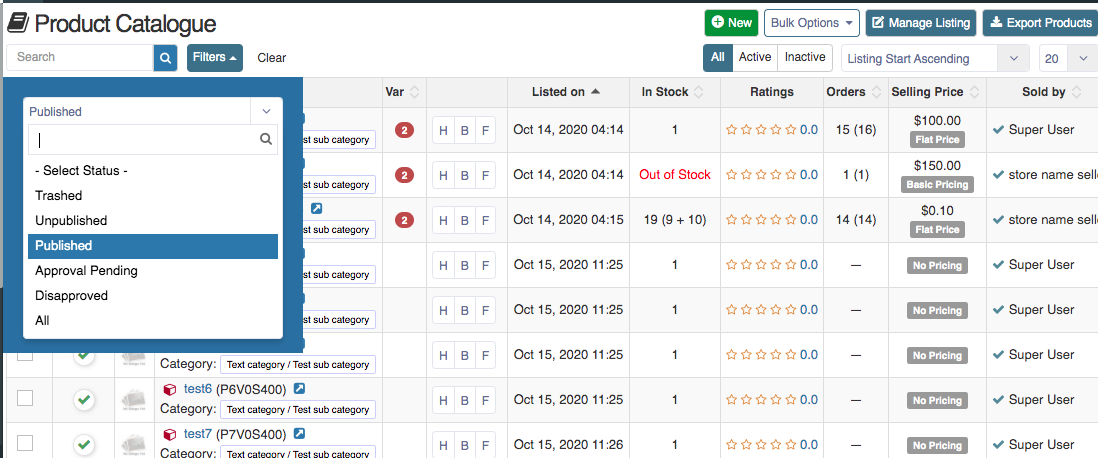 Product Catalogue
New
Bulk Options
Manage Listing
Export Products
Search
Filters
Clear
All Active Inactive
Listing Start Ascending
20
Var Listed on In Stock Ratings Orders Selling Price Sold by
Published
- Select Status -
Trashed
Unpublished
Published
Approval Pending
Disapproved
All
sub category 2 H B F Oct 14, 2020 04:14 1 0.0 15 (16) $100.00 Flat Price Super User
sub category 2 H B F Oct 14, 2020 04:14 Out of Stock 0.0 1 (1) $150.00 Basic Pricing store name
2 H B F Oct 14, 2020 04:15 19 (9 + 10) 0.0 14 (14) $0.10 Flat Price store name
sub category H B F Oct 15, 2020 11:25 1 0.0 — No Pricing Super User
sub category H B F Oct 15, 2020 11:25 1 0.0 — No Pricing Super User
Category: Text category / Test sub category H B F Oct 15, 2020 11:25 1 0.0 — No Pricing Super User
test6 (P6V0S400)
Category: Text category / Test sub category H B F Oct 15, 2020 11:25 1 0.0 — No Pricing Super User
test7 (P7V0S400)
Category: Text category / Test sub category H B F Oct 15, 2020 11:26 1 0.0 — No Pricing Super User